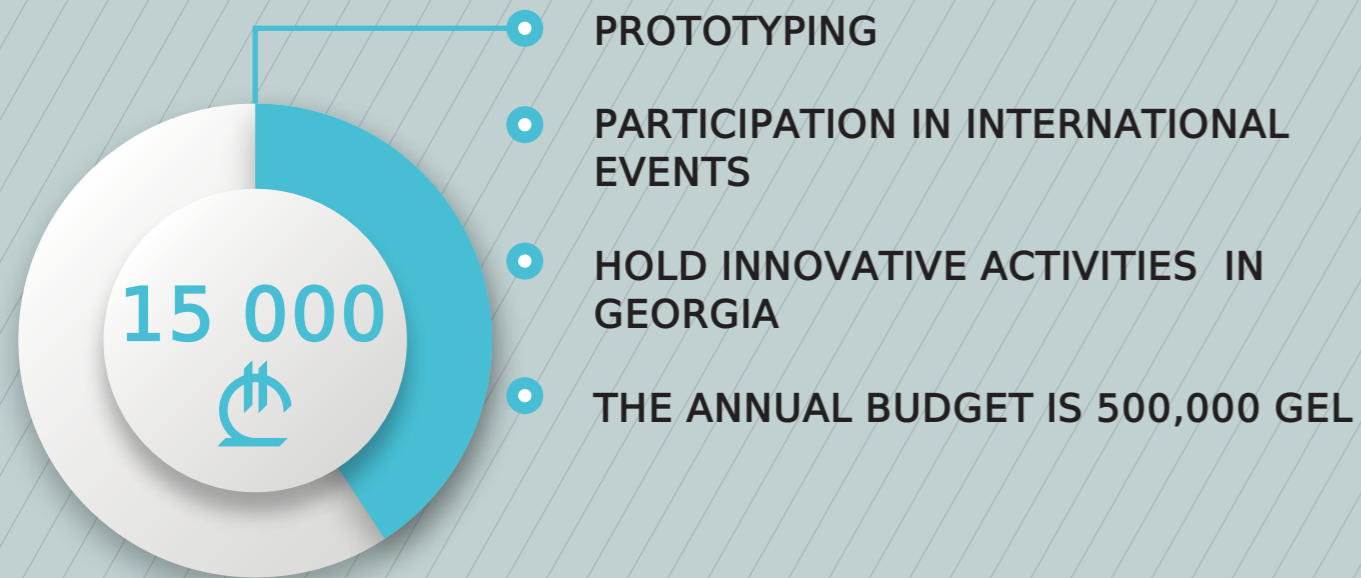 PROTOTYPING
PARTICIPATION IN INTERNATIONAL
EVENTS
HOLD INNOVATIVE ACTIVITIES  IN
GEORGIA
15 000
₾
THE ANNUAL BUDGET IS 500,000 GEL